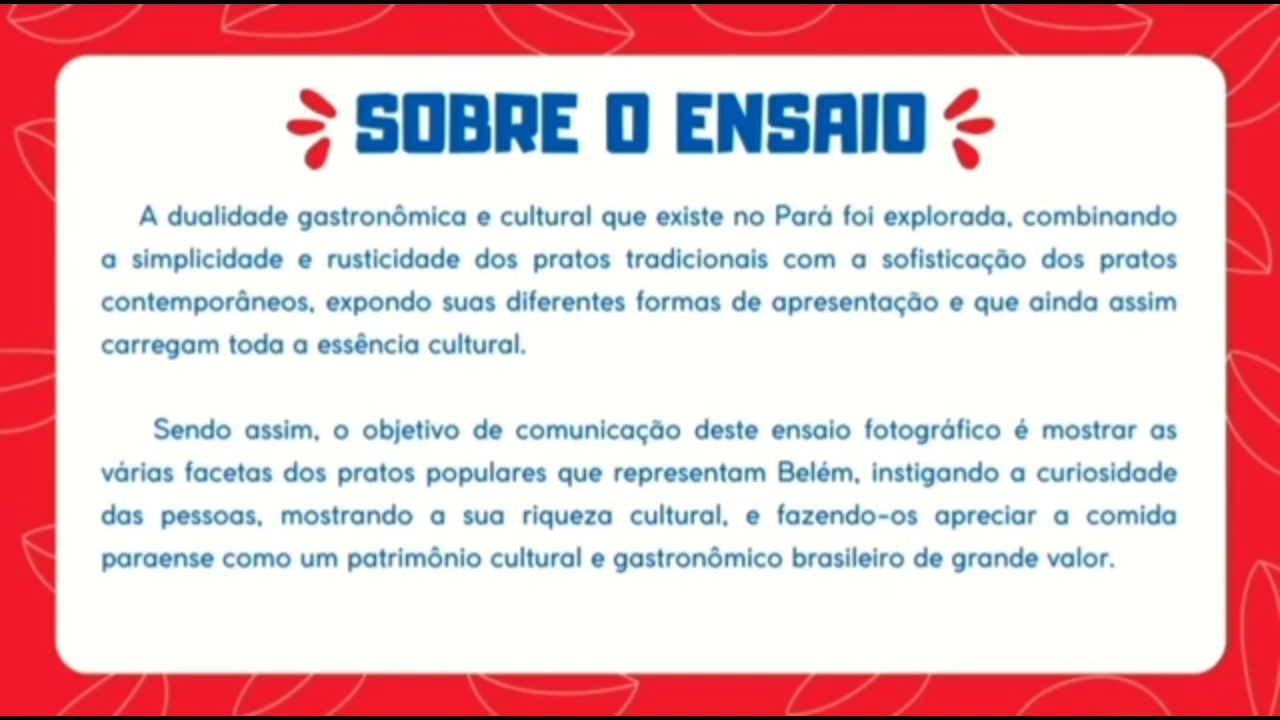 SOBRE O ENSAIO
A dualidade gastronômica e cultural que existe no Pará foi explorada, combinando
a simplicidade e rusticidade dos pratos tradicionais com a sofisticação dos pratos
contemporâneos, expondo suas diferentes formas de apresentação e que ainda assim
carregam toda a essência cultural.
Sendo assim, o objetivo de comunicação deste ensaio fotográfico é mostrar as
várias facetas dos pratos populares que representam Belém, instigando a curiosidade
das pessoas, mostrando a sua riqueza cultural, e fazendo-os apreciar a comida
paraense como um patrimônio cultural e gastronômico brasileiro de grande valor.